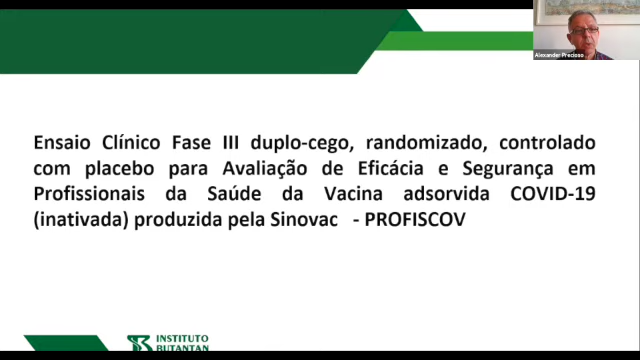 Alexander Precioso
Ensaio Clínico Fase III duplo-cego, randomizado, controlado
com placebo para Avaliação de Eficácia e Segurança em
Profissionais da Saúde da Vacina adsorvida COVID-19
(inativada) produzida pela Sinovac - PROFISCOV
INSTITUTO
BUTANTAN